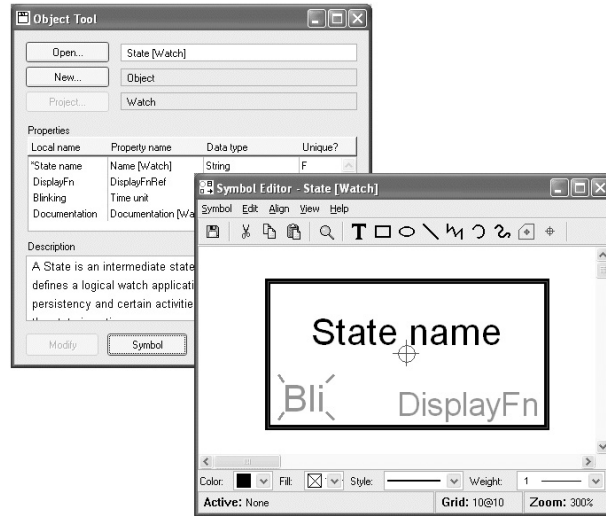 Object Tool
Open... State [Watch]
New... Object
Project... Watch
Properties
Local name Property name Data type Unique?
*State name Name [Watch] String F
DisplayFn DisplayFnRef
Blinking Time unit
Documentation Documentation [Wa
Description
A State is an intermediate state
defines a logical watch applicati
persistency and certain activitie
Modify Symbol
Symbol Editor - State [Watch]
Symbol Edit Align View Help
T
State name
Bli DisplayFn
Color: Fill: Style: Weight: 1
Active: None Grid: 10@10 Zoom: 300%